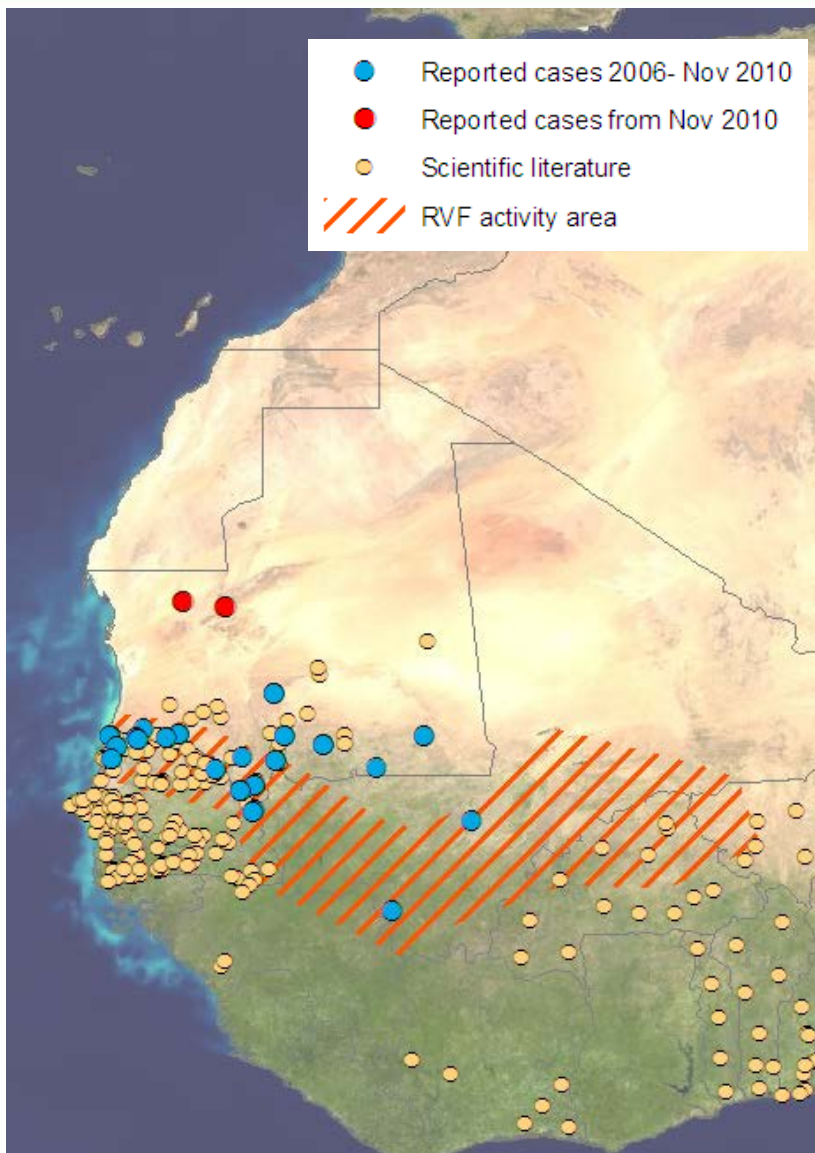 Reported cases 2006- Nov 2010
Reported cases from Nov 2010
Scientific literature
RVF activity area